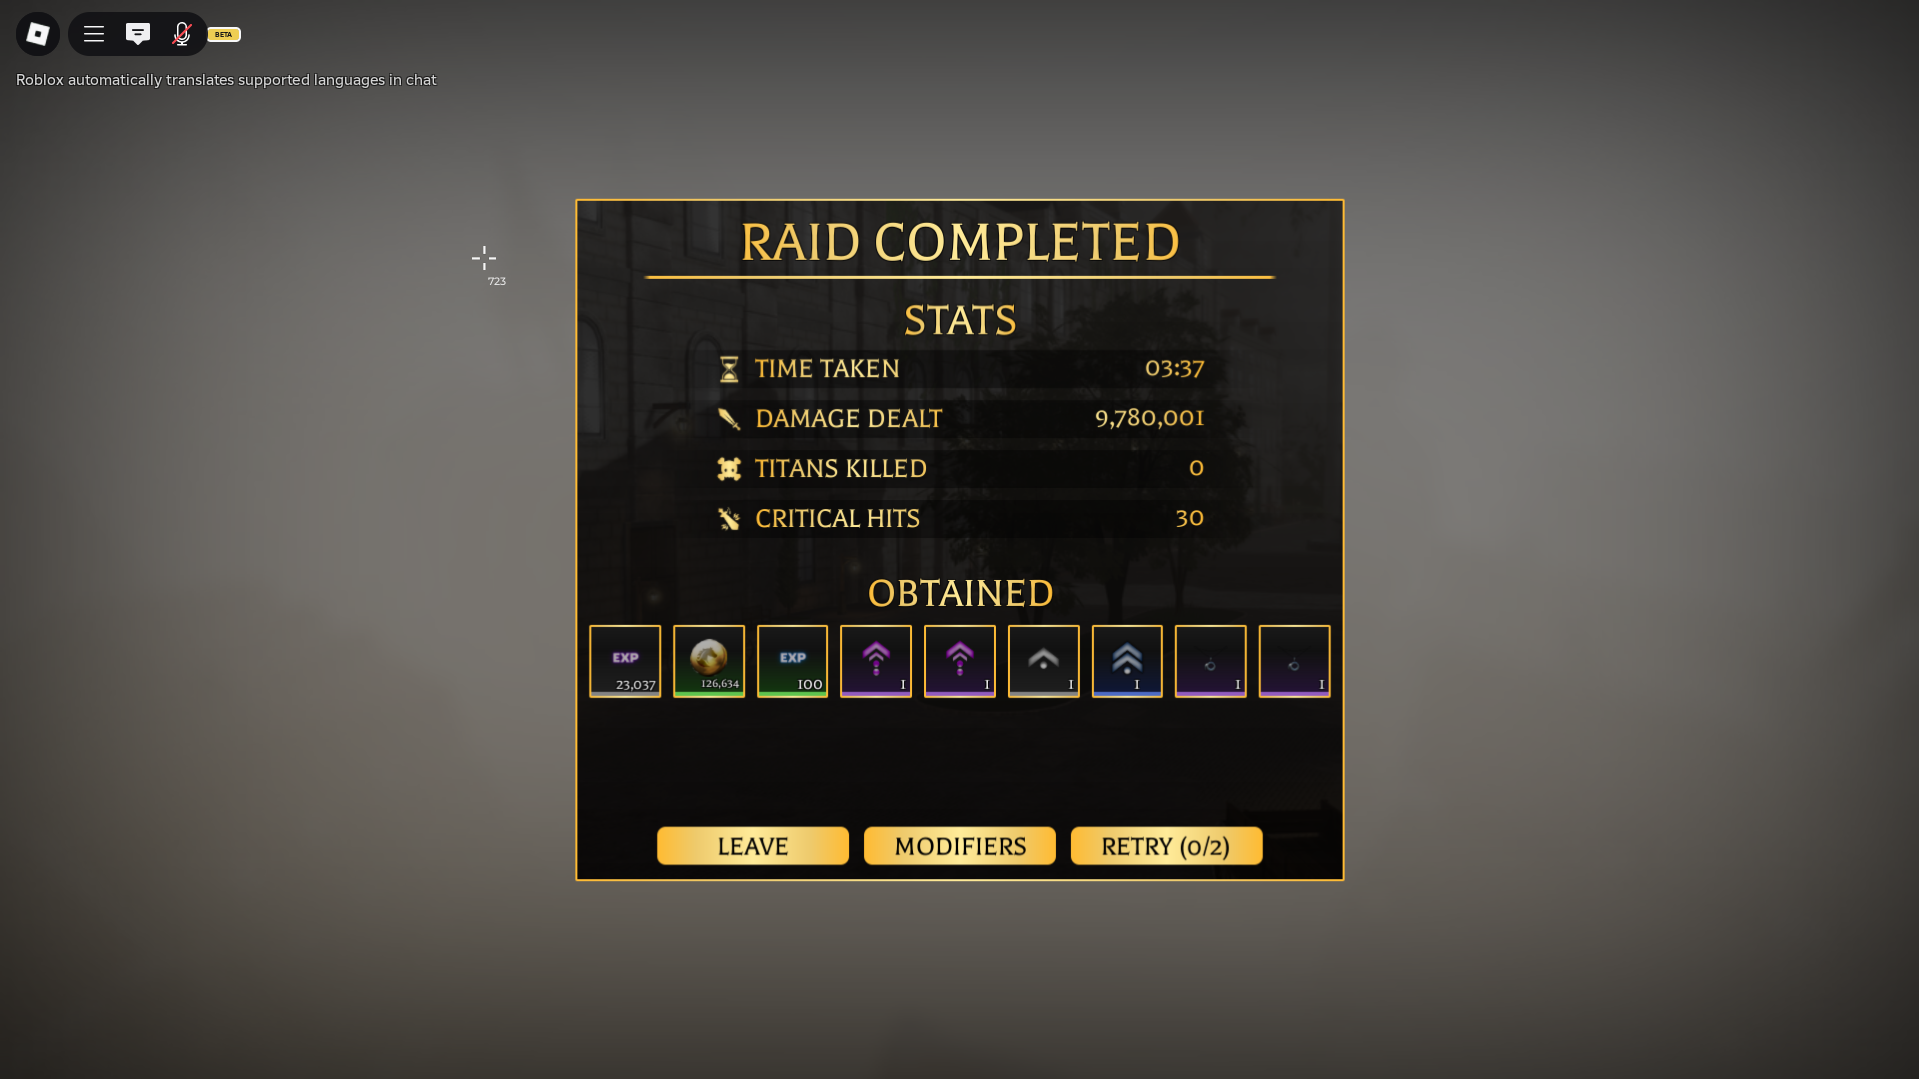 BETA
Roblox automatically translates supported languages in chat
723
RAID COMPLETED
STATS
TIME TAKEN 03:37
DAMAGE DEALT 9,780,001
TITANS KILLED 0
CRITICAL HITS 30
OBTAINED
EXP EXP
23,037 126,634 100 1 1 1 1 1 1
LEAVE MODIFIERS RETRY (0/2)